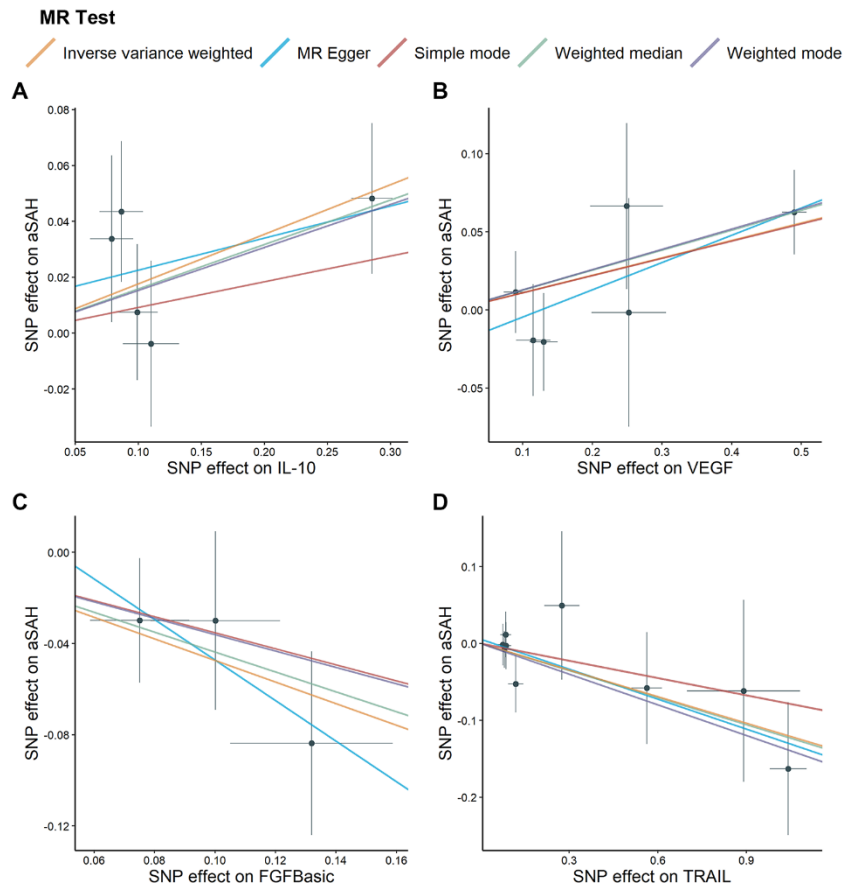 MR Test
Inverse variance weighted MR Egger Simple mode Weighted median Weighted mode
A
0.08
0.06
0.04
0.02
0.00
-0.02
SNP effect on aSAH
0.05 0.10 0.15 0.20 0.25 0.30
SNP effect on IL-10
B
0.10
0.05
0.00
-0.05
SNP effect on aSAH
0.1 0.2 0.3 0.4 0.5
SNP effect on VEGF
C
0.00
-0.04
-0.08
-0.12
SNP effect on aSAH
0.06 0.08 0.10 0.12 0.14 0.16
SNP effect on FGFBasic
D
0.1
0.0
-0.1
-0.2
SNP effect on aSAH
0.3 0.6 0.9
SNP effect on TRAIL